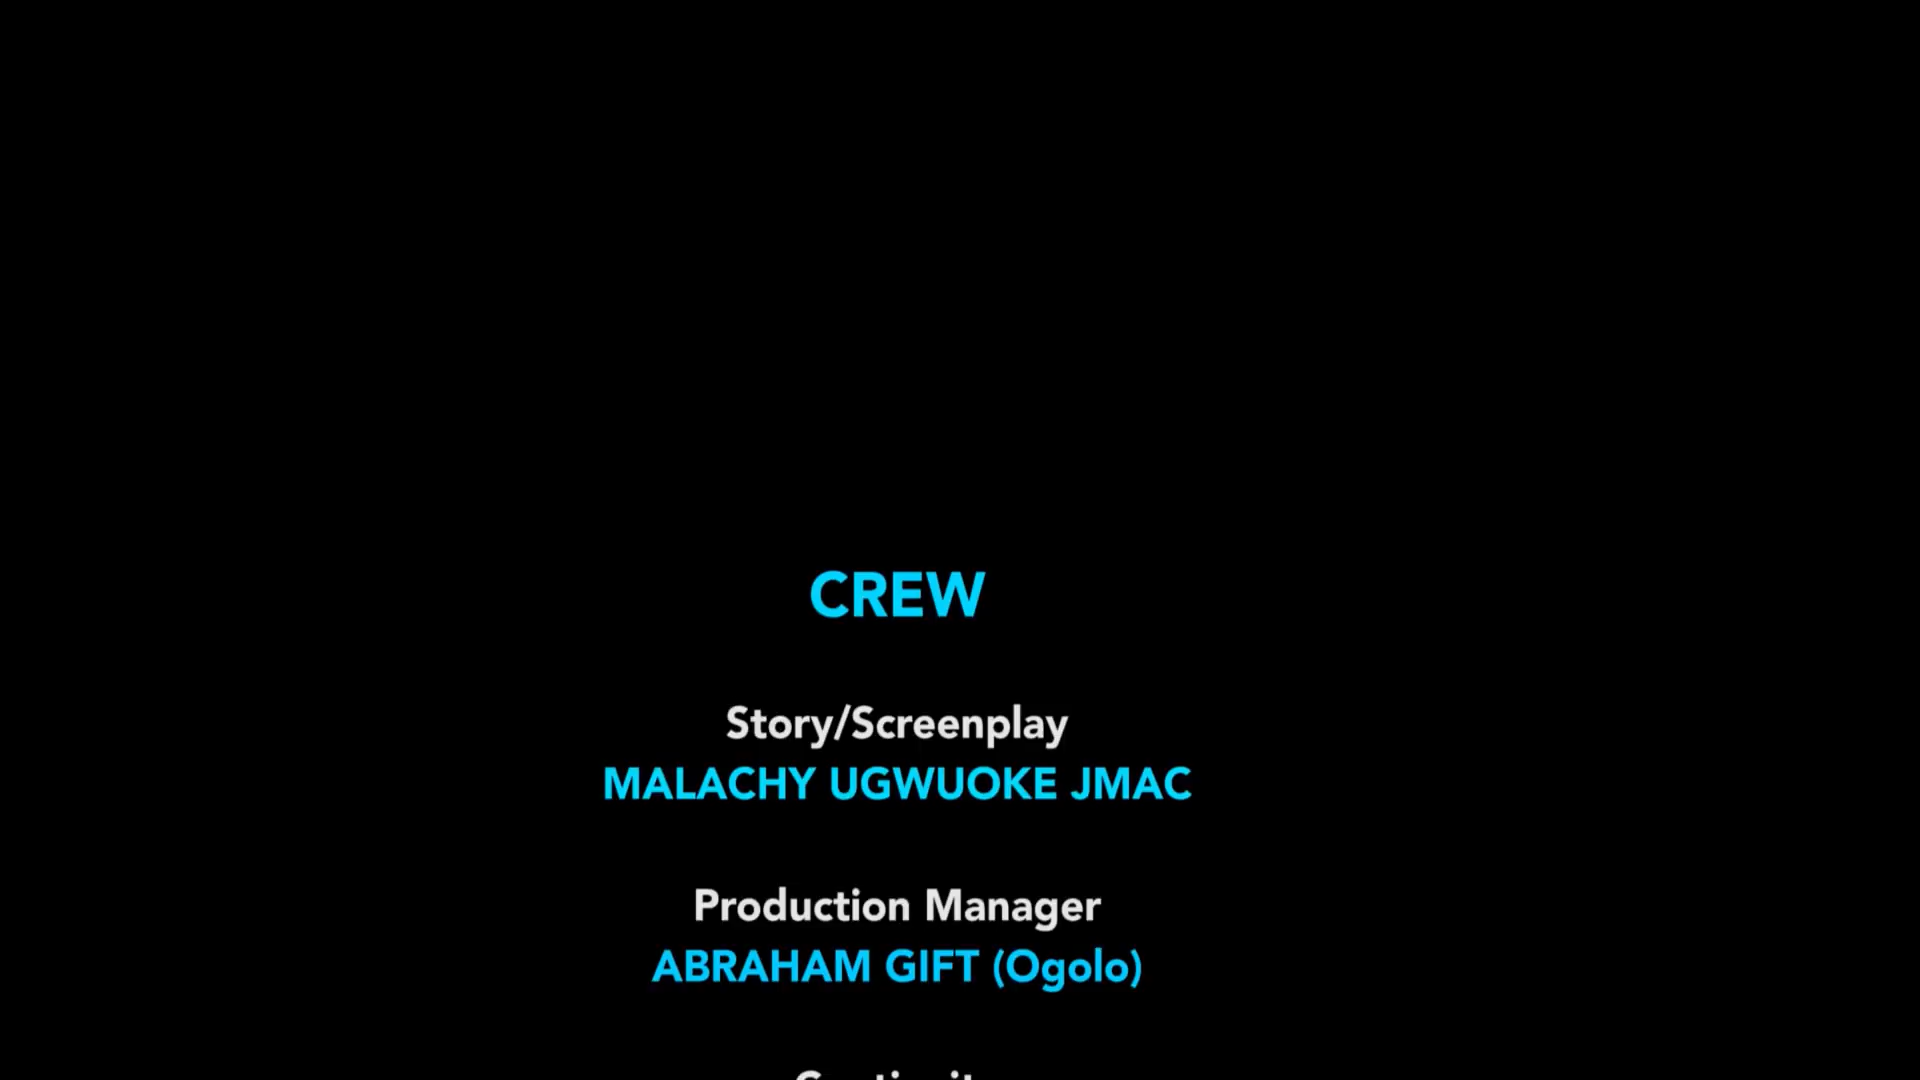 CREW
Story/Screenplay
MALACHY UGWUOKE JMAC
Production Manager
ABRAHAM GIFT (Ogolo)